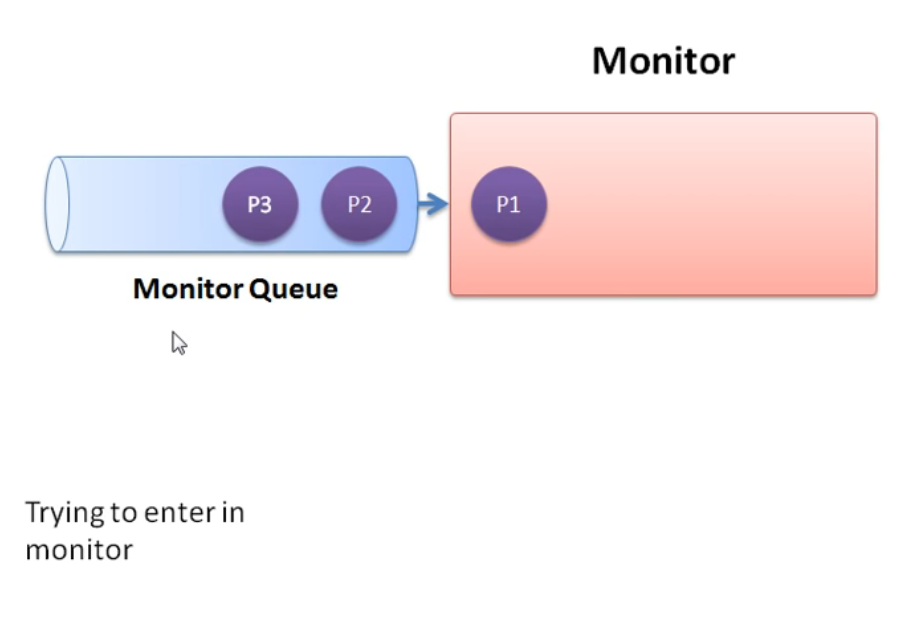 Monitor
P3 P2 P1
Monitor Queue
Trying to enter in
monitor